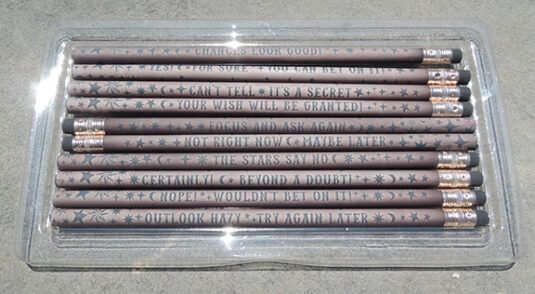 CHANCES LOOK GOOD!
YES! FOR SURE YOU CAN BET ON IT!
CAN'T TELL IT'S A SECRET
YOUR WISH WILL BE GRANTED!
FOCUS AND ASK AGAIN
NOT RIGHT NOW MAYBE LATER
THE STARS SAY NO
CERTAINLY! BEYOND A DOUBT!
NOPE! WOULDN'T BET ON IT!
OUTLOOK HAZY TRY AGAIN LATER